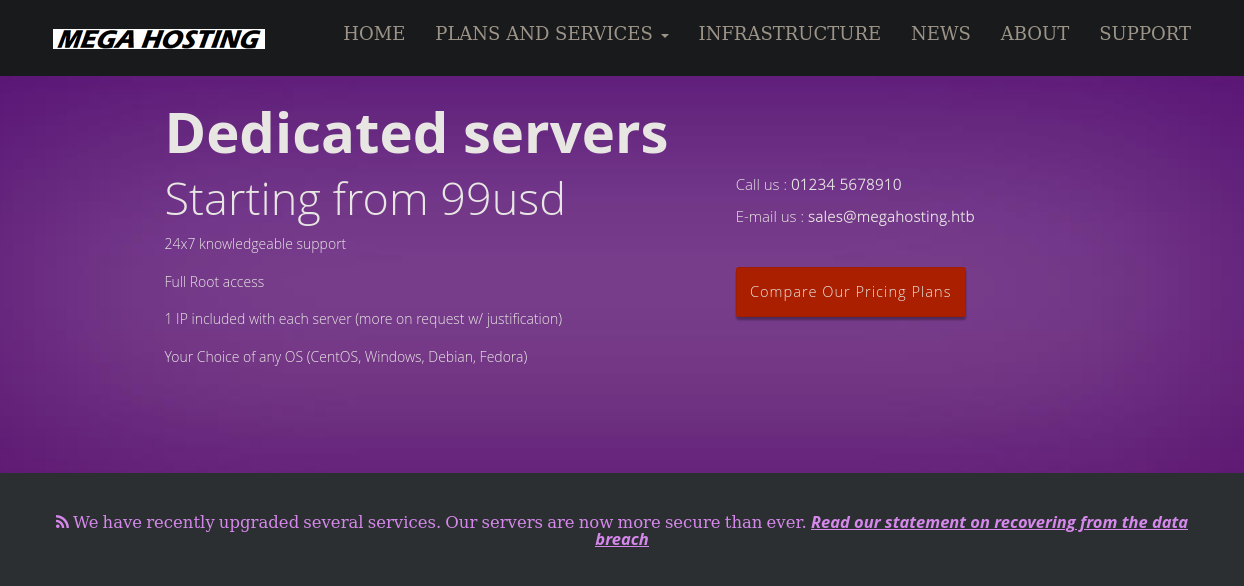 MEGA HOSTING
HOME PLANS AND SERVICES INFRASTRUCTURE NEWS ABOUT SUPPORT
Dedicated servers
Starting from 99usd
24x7 knowledgeable support
Full Root access
1 IP included with each server (more on request w/ justification)
Your Choice of any OS (CentOS, Windows, Debian, Fedora)
Call us : 01234 5678910
E-mail us : sales@megahosting.htb
Compare Our Pricing Plans
We have recently upgraded several services. Our servers are now more secure than ever. Read our statement on recovering from the data
breach